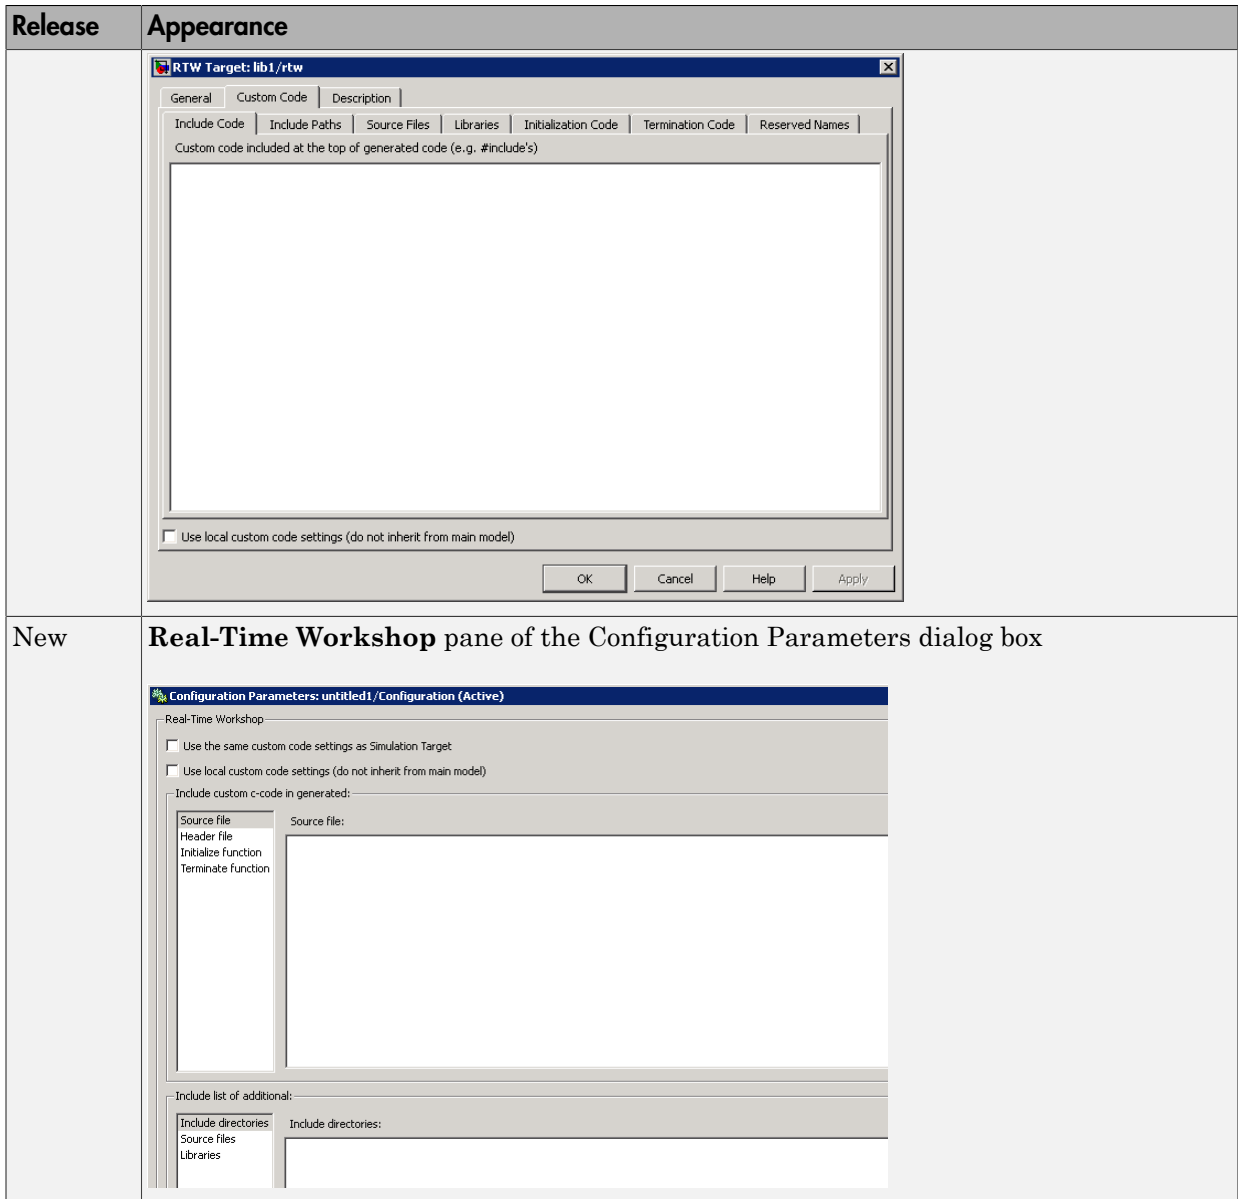 Release Appearance
RTW Target: lib1/rtw
General Custom Code Description
Include Code Include Paths Source Files Libraries Initialization Code Termination Code Reserved Names
Custom code included at the top of generated code (e.g. #include's)
Use local custom code settings (do not inherit from main model)
OK Cancel Help Apply
New Real-Time Workshop pane of the Configuration Parameters dialog box
Configuration Parameters: untitled1/Configuration (Active)
Real-Time Workshop
Use the same custom code settings as Simulation Target
Use local custom code settings (do not inherit from main model)
Include custom c-code in generated:
Source file Source file:
Header file
Initialize function
Terminate function
Include list of additional:
Include directories Include directories:
Source files
Libraries